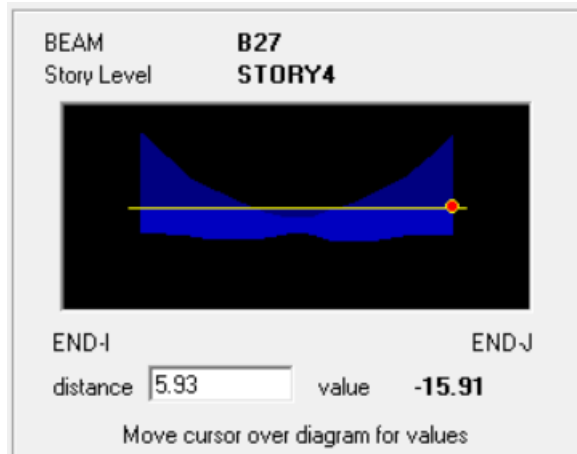 BEAM B27
Story Level STORY4
END-I END-J
distance 5.93 value -15.91
Move cursor over diagram for values